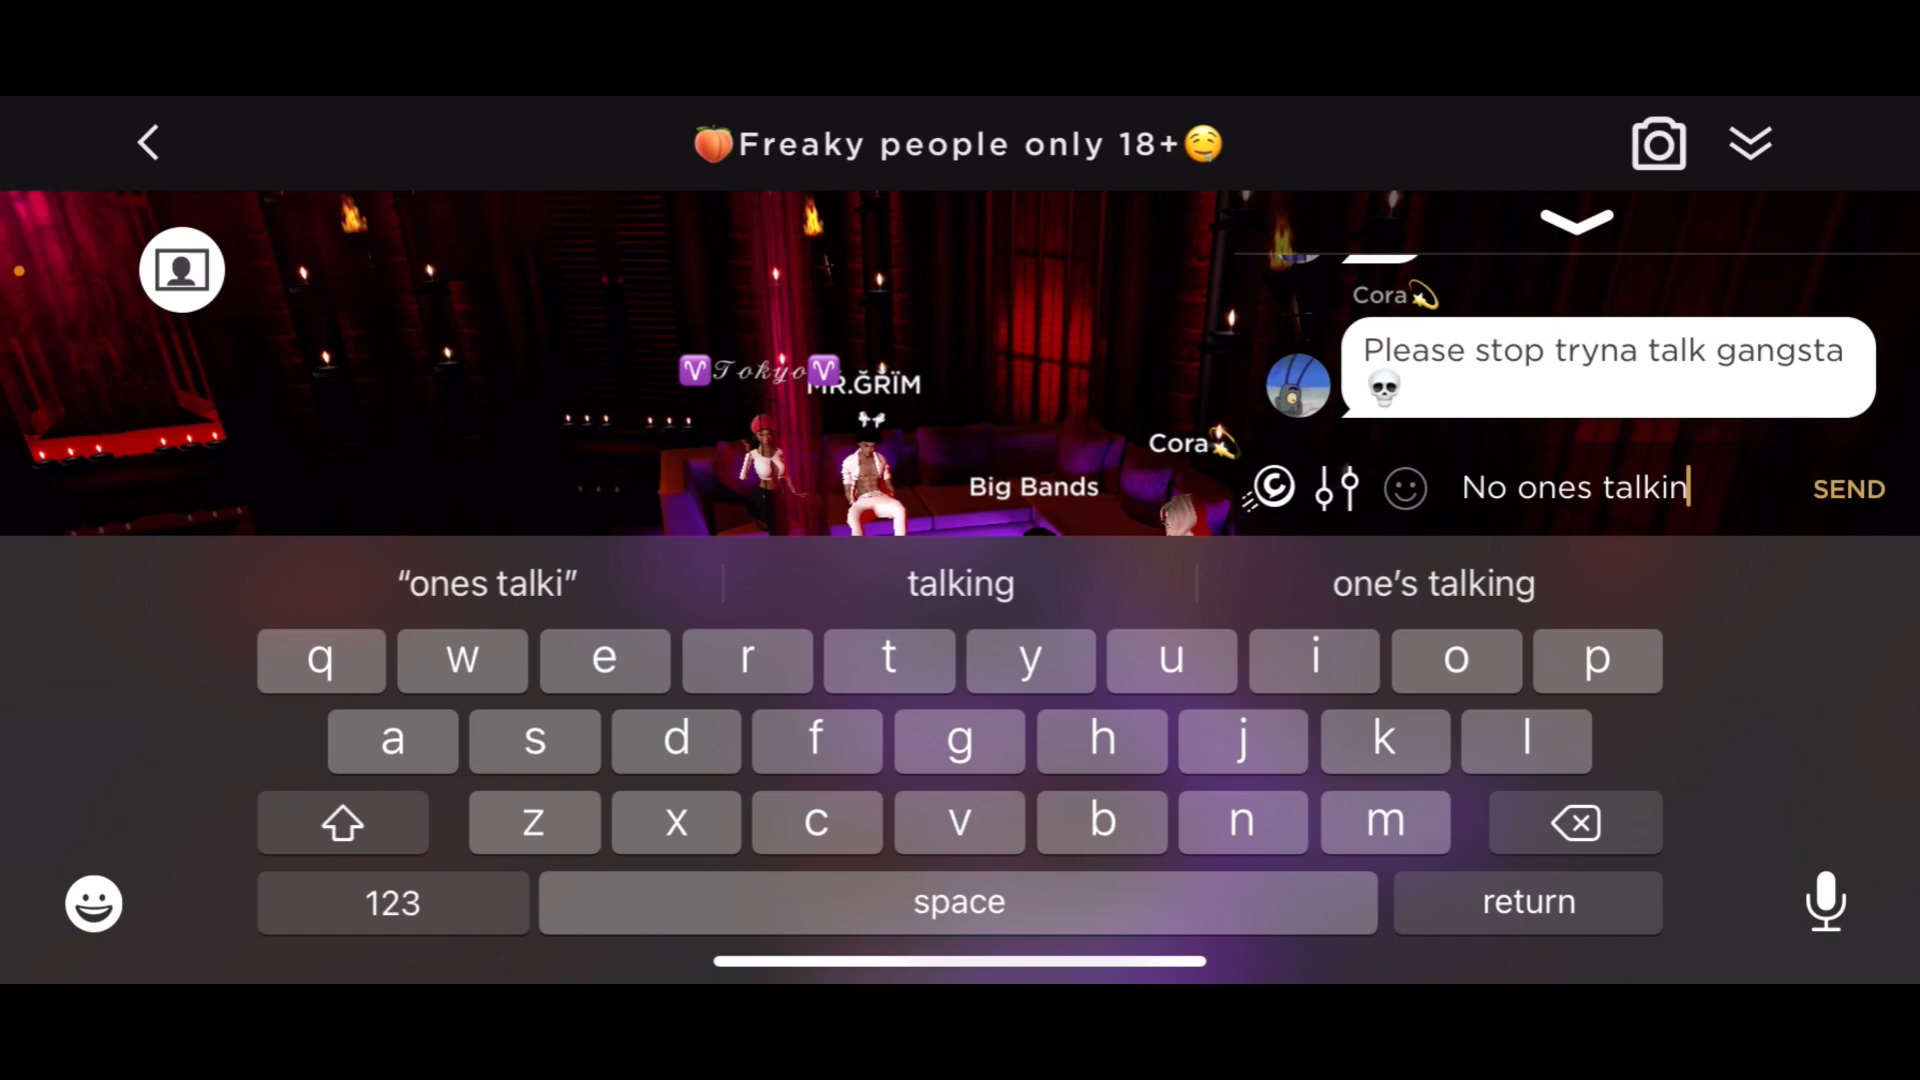 🍑Freaky people only 18+🤤
Cora💫
Please stop tryna talk gangsta
💀
♈𝒯𝑜𝓀𝓎𝑜♈
MR.ĞRÏM
Cora💫
Big Bands
No ones talkin
SEND
“ones talki”
talking
one’s talking
q w e r t y u i o p
a s d f g h j k l
z x c v b n m
123
space
return